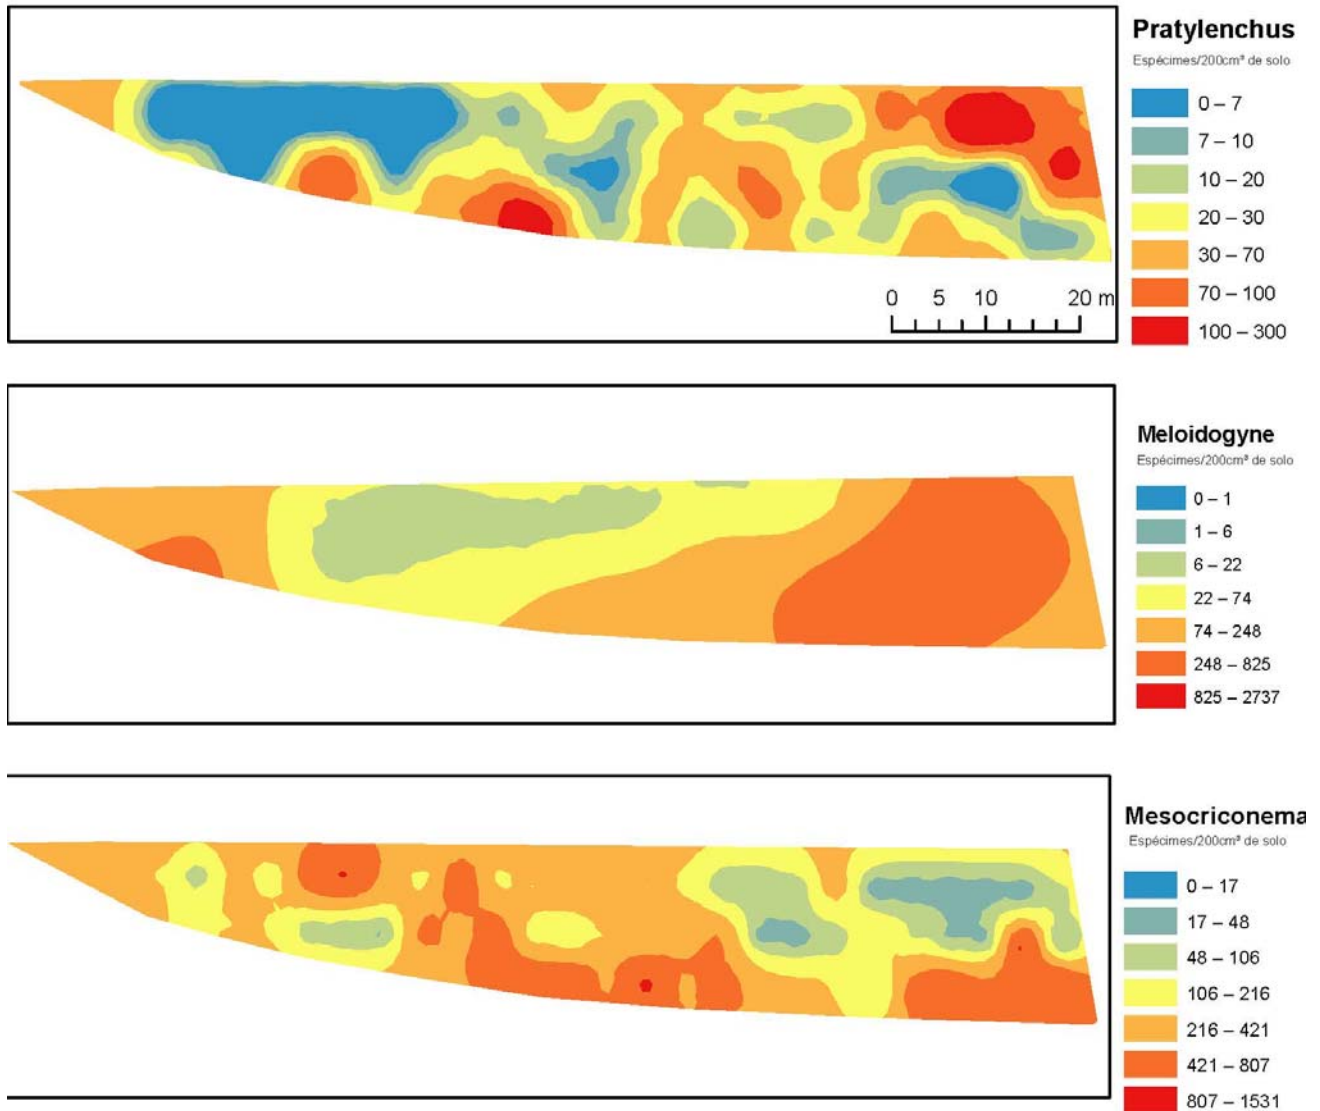 Pratylenchus
Espécimes/200cm³ de solo
0 – 7
7 – 10
10 – 20
20 – 30
30 – 70
70 – 100
100 – 300
0 5 10 20 m
Meloidogyne
Espécimes/200cm³ de solo
0 – 1
1 – 6
6 – 22
22 – 74
74 – 248
248 – 825
825 – 2737
Mesocriconema
Espécimes/200cm³ de solo
0 – 17
17 – 48
48 – 106
106 – 216
216 – 421
421 – 807
807 – 1531